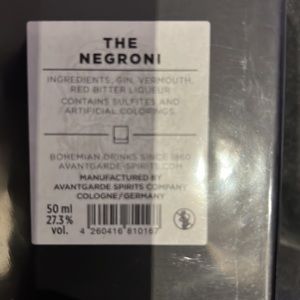 THE
NEGRONI
INGREDIENTS: GIN, VERMOUTH,
RED BITTER LIQUEUR
CONTAINS SULFITES AND
ARTIFICIAL COLORINGS
BOHEMIAN DRINKS SINCE 1860
AVANTGARDE-SPIRITS.COM
MANUFACTURED BY
AVANTGARDE SPIRITS COMPANY
COLOGNE/GERMANY
50 ml
27.3%
vol.
4 260416 810167